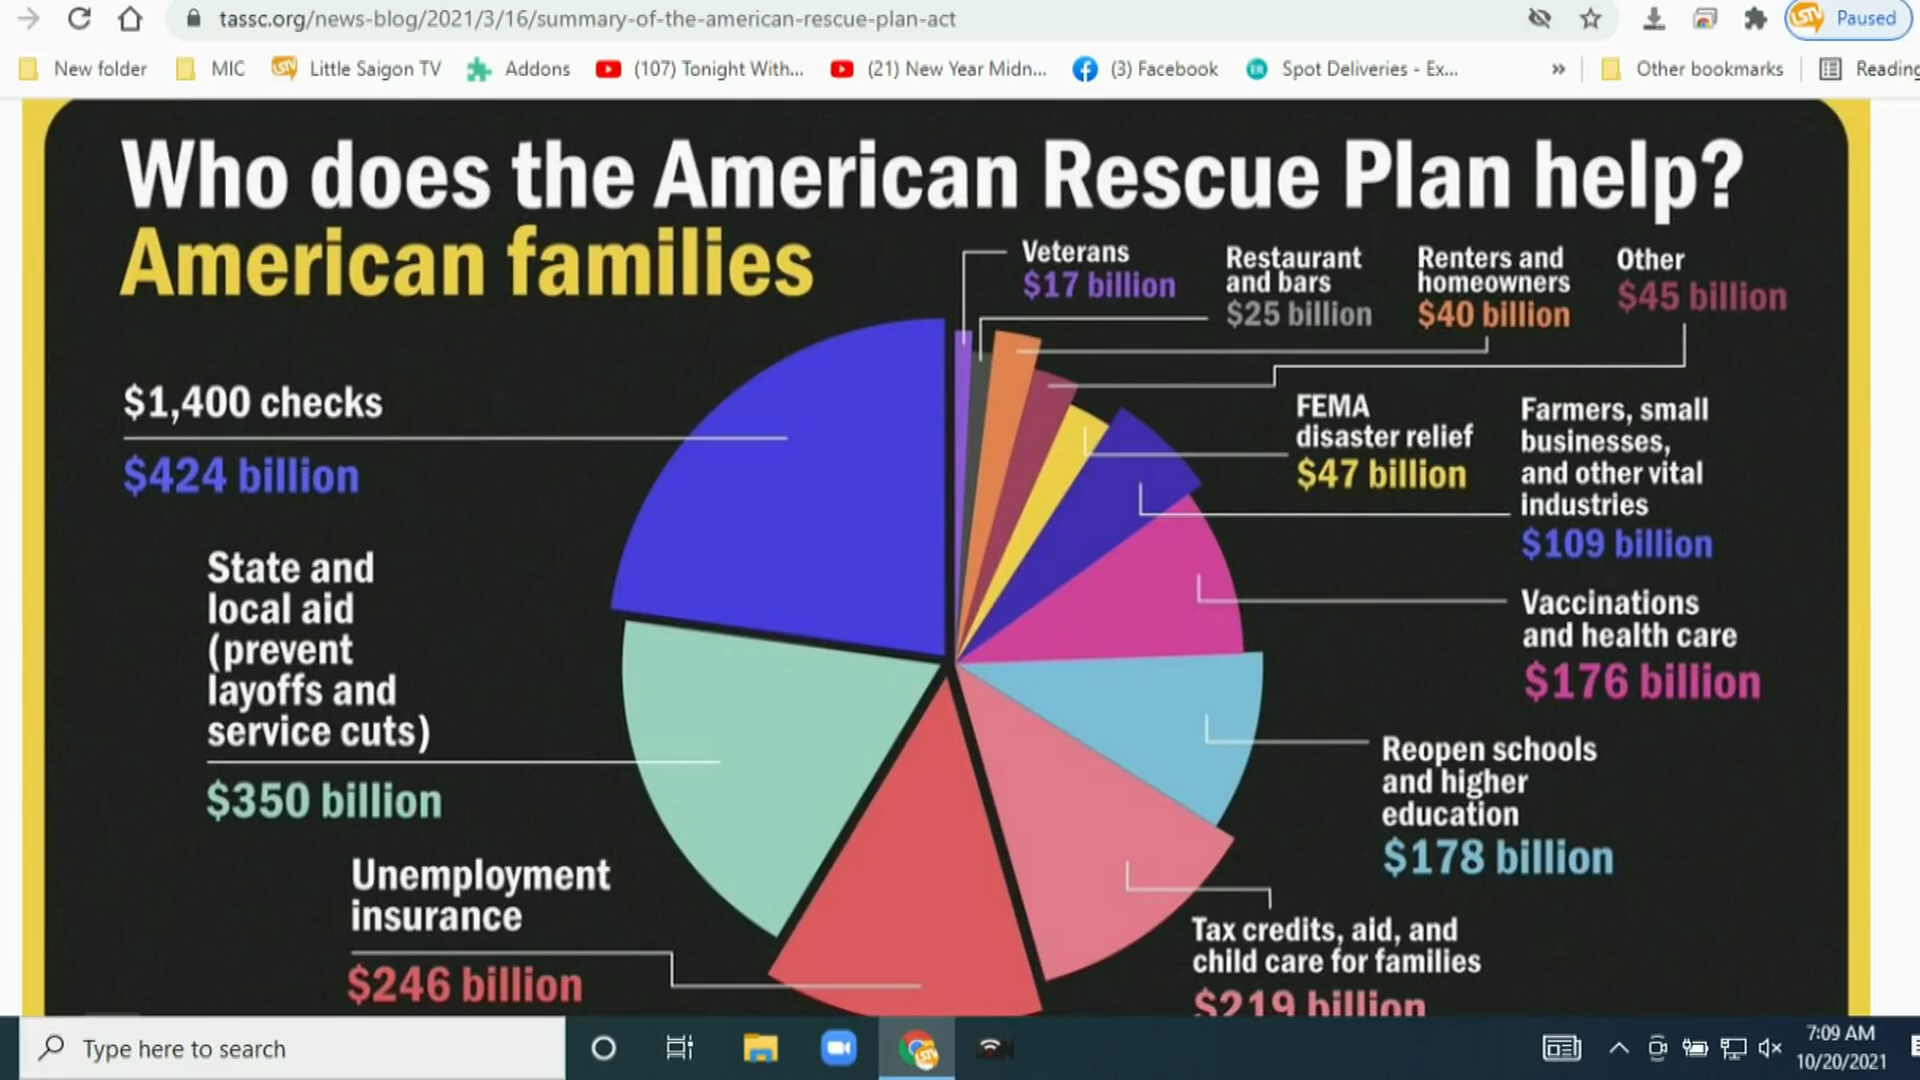 tassc.org/news-blog/2021/3/16/summary-of-the-american-rescue-plan-act
LSTV
Paused
New folder
MIC
LSTV
Little Saigon TV
Addons
(107) Tonight With...
(21) New Year Midn...
(3) Facebook
Spot Deliveries - Ex...
»
Other bookmarks
Reading
Who does the American Rescue Plan help?
American families
Veterans
$17 billion
Restaurant
and bars
$25 billion
Renters and
homeowners
$40 billion
Other
$45 billion
$1,400 checks
$424 billion
FEMA
disaster relief
$47 billion
Farmers, small
businesses,
and other vital
industries
$109 billion
State and
local aid
(prevent
layoffs and
service cuts)
$350 billion
Vaccinations
and health care
$176 billion
Reopen schools
and higher
education
$178 billion
Unemployment
insurance
$246 billion
Tax credits, aid, and
child care for families
$219 billion
Type here to search
LSTV
7:09 AM
10/20/2021